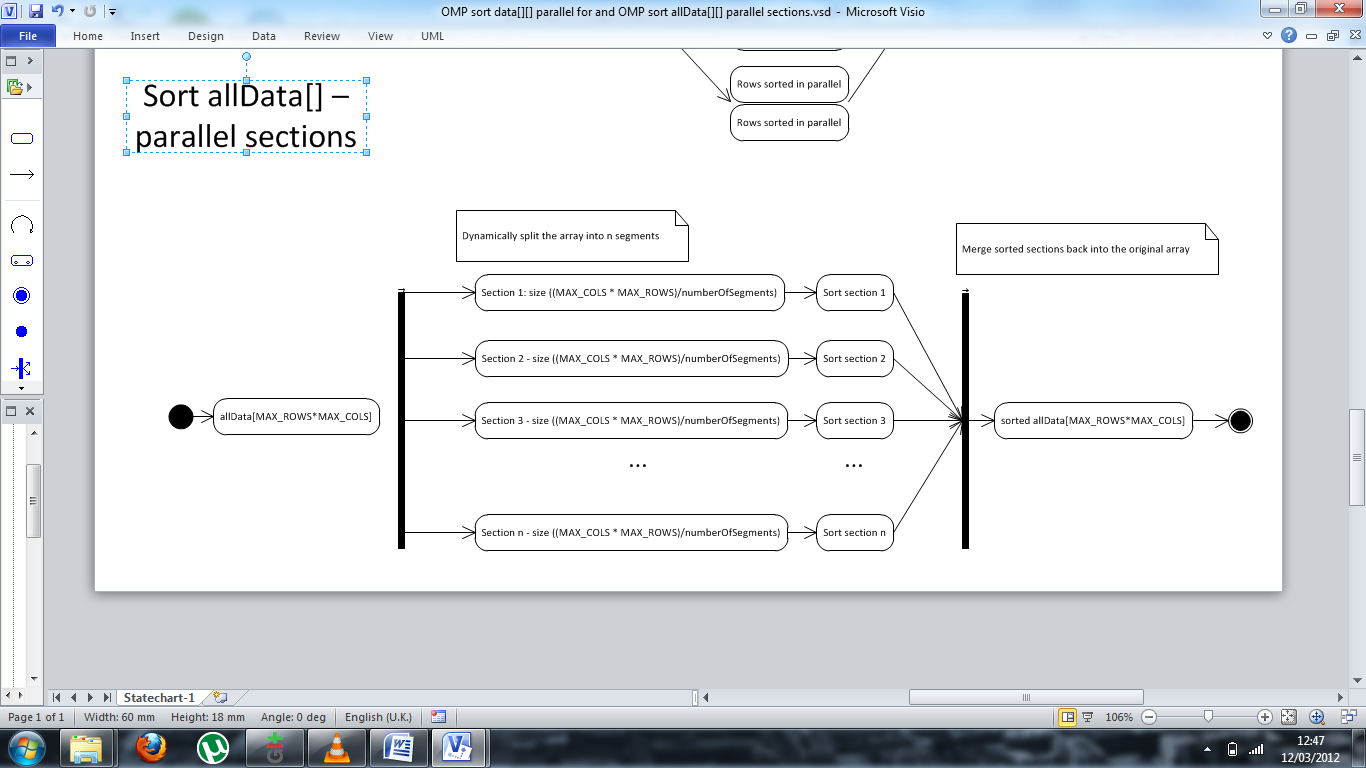 OMP sort data[][] parallel for and OMP sort allData[][] parallel sections.vsd - Microsoft Visio
File Home Insert Design Data Review View UML
Sort allData[] –
parallel sections
Rows sorted in parallel
Rows sorted in parallel
Dynamically split the array into n segments
Merge sorted sections back into the original array
Section 1: size ((MAX_COLS * MAX_ROWS)/numberOfSegments)
Sort section 1
Section 2 - size ((MAX_COLS * MAX_ROWS)/numberOfSegments)
Sort section 2
allData[MAX_ROWS*MAX_COLS]
Section 3 - size ((MAX_COLS * MAX_ROWS)/numberOfSegments)
Sort section 3
sorted allData[MAX_ROWS*MAX_COLS]
... ...
Section n - size ((MAX_COLS * MAX_ROWS)/numberOfSegments)
Sort section n
Statechart-1
Page 1 of 1 Width: 60 mm Height: 18 mm Angle: 0 deg English (U.K.) 106%
12:47
12/03/2012